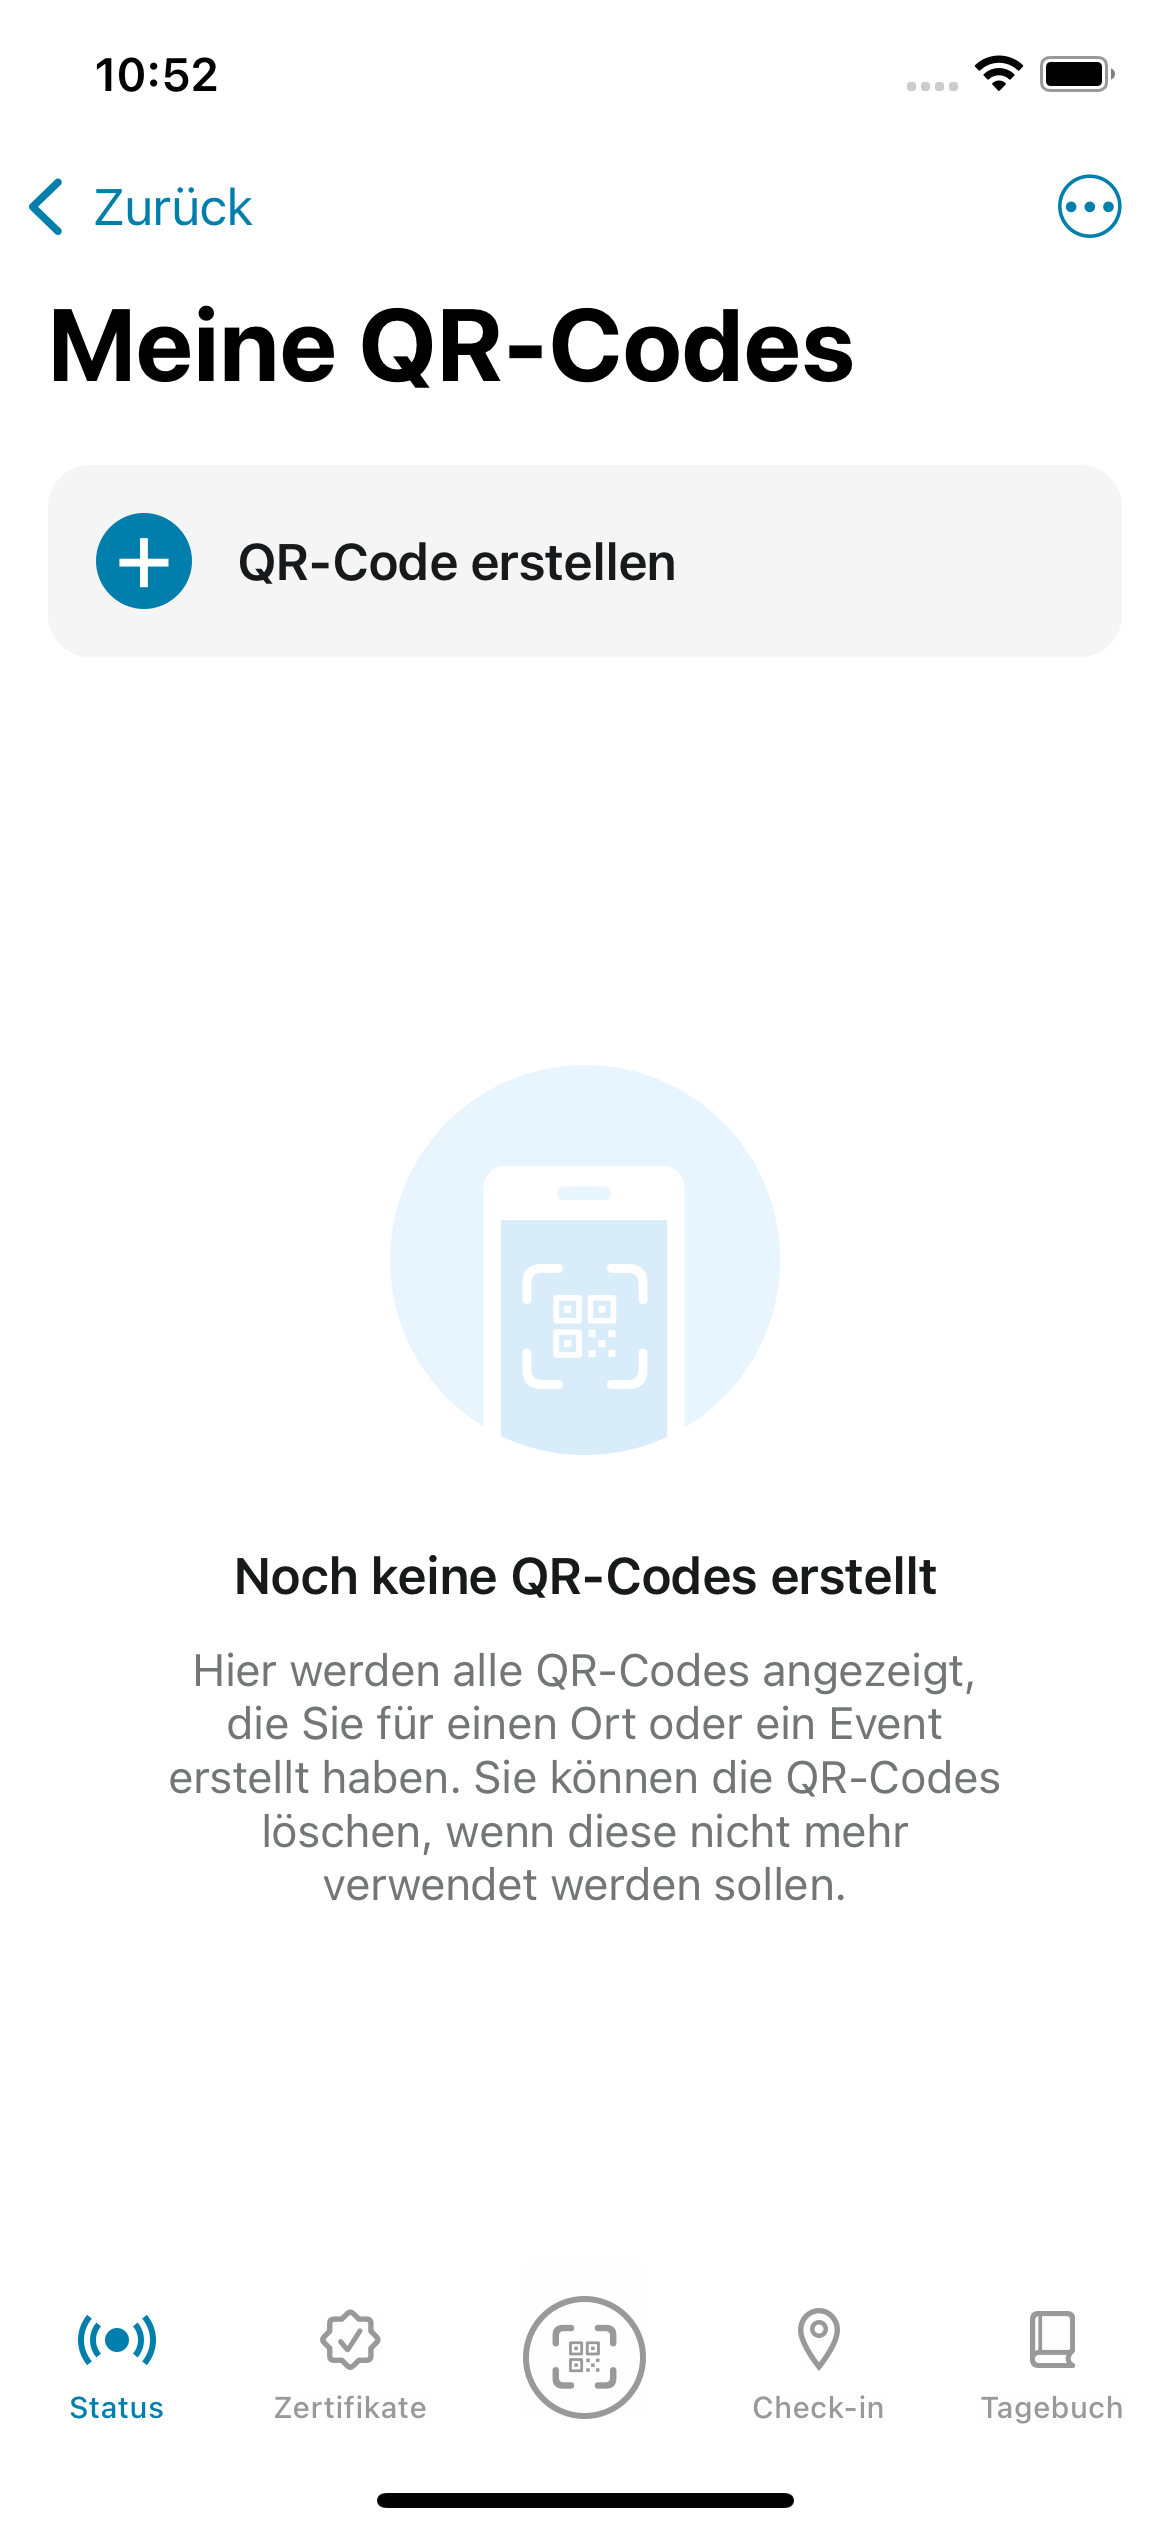 10:52
Zurück
Meine QR-Codes
QR-Code erstellen
Noch keine QR-Codes erstellt
Hier werden alle QR-Codes angezeigt,
die Sie für einen Ort oder ein Event
erstellt haben. Sie können die QR-Codes
löschen, wenn diese nicht mehr
verwendet werden sollen.
Status
Zertifikate
Check-in
Tagebuch